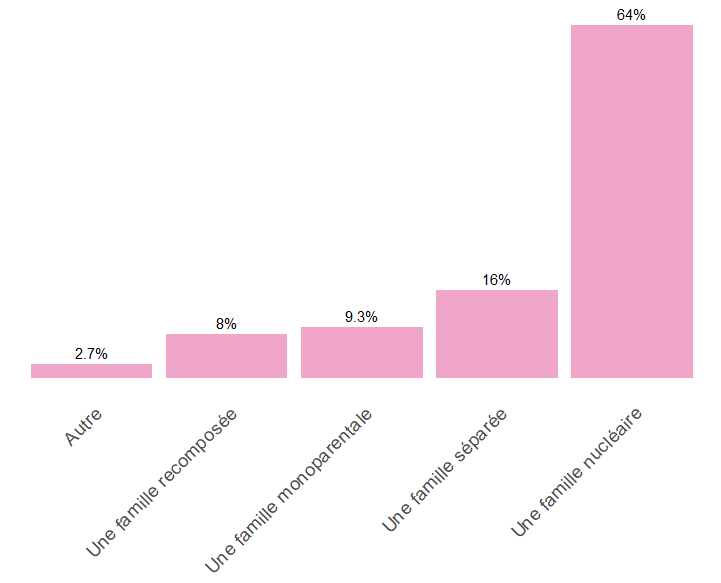 64%
16%
9.3%
8%
2.7%
Autre
Une famille recomposée
Une famille monoparentale
Une famille séparée
Une famille nucléaire